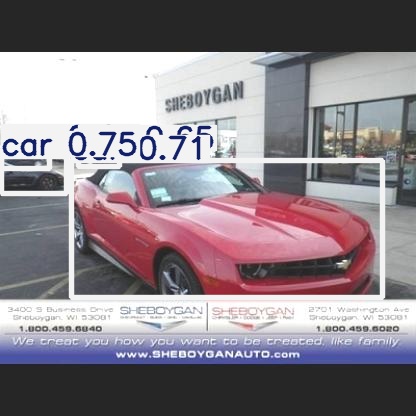 SHEBOYGAN
car 0.75
0.71
3400 S Business Drive
Sheboygan, WI 53081
1.800.459.6840
SHEBOYGAN
SHEBOYGAN
2701 Washington Ave
Sheboygan, WI 53081
1.800.459.6020
We treat you how you want to be treated, like family.
www.SHEBOYGANAUTO.com